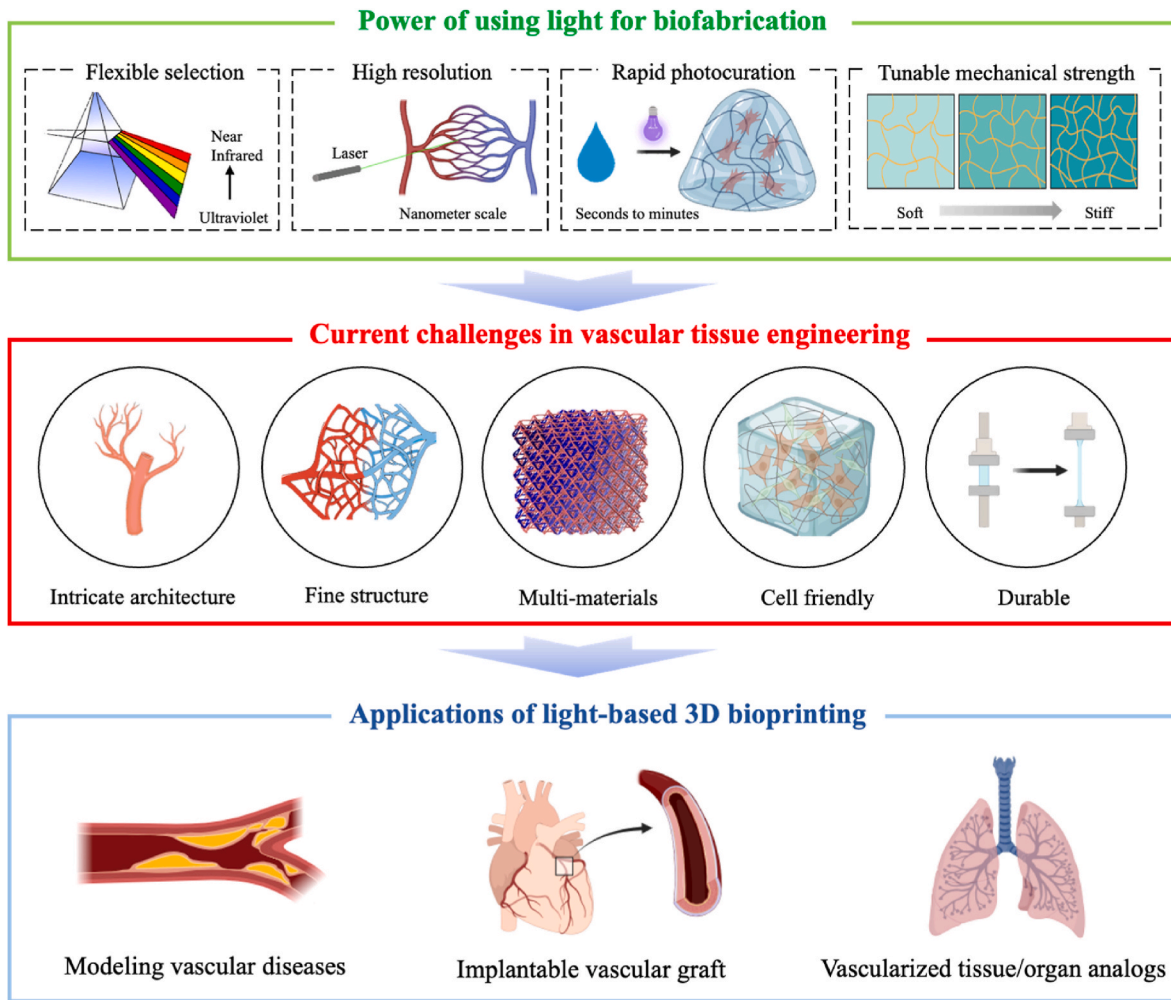 Power of using light for biofabrication
Flexible selection
High resolution
Rapid photocuration
Tunable mechanical strength
Near
Infrared
Ultraviolet
Laser
Nanometer scale
Seconds to minutes
Soft
Stiff
Current challenges in vascular tissue engineering
Intricate architecture
Fine structure
Multi-materials
Cell friendly
Durable
Applications of light-based 3D bioprinting
Modeling vascular diseases
Implantable vascular graft
Vascularized tissue/organ analogs